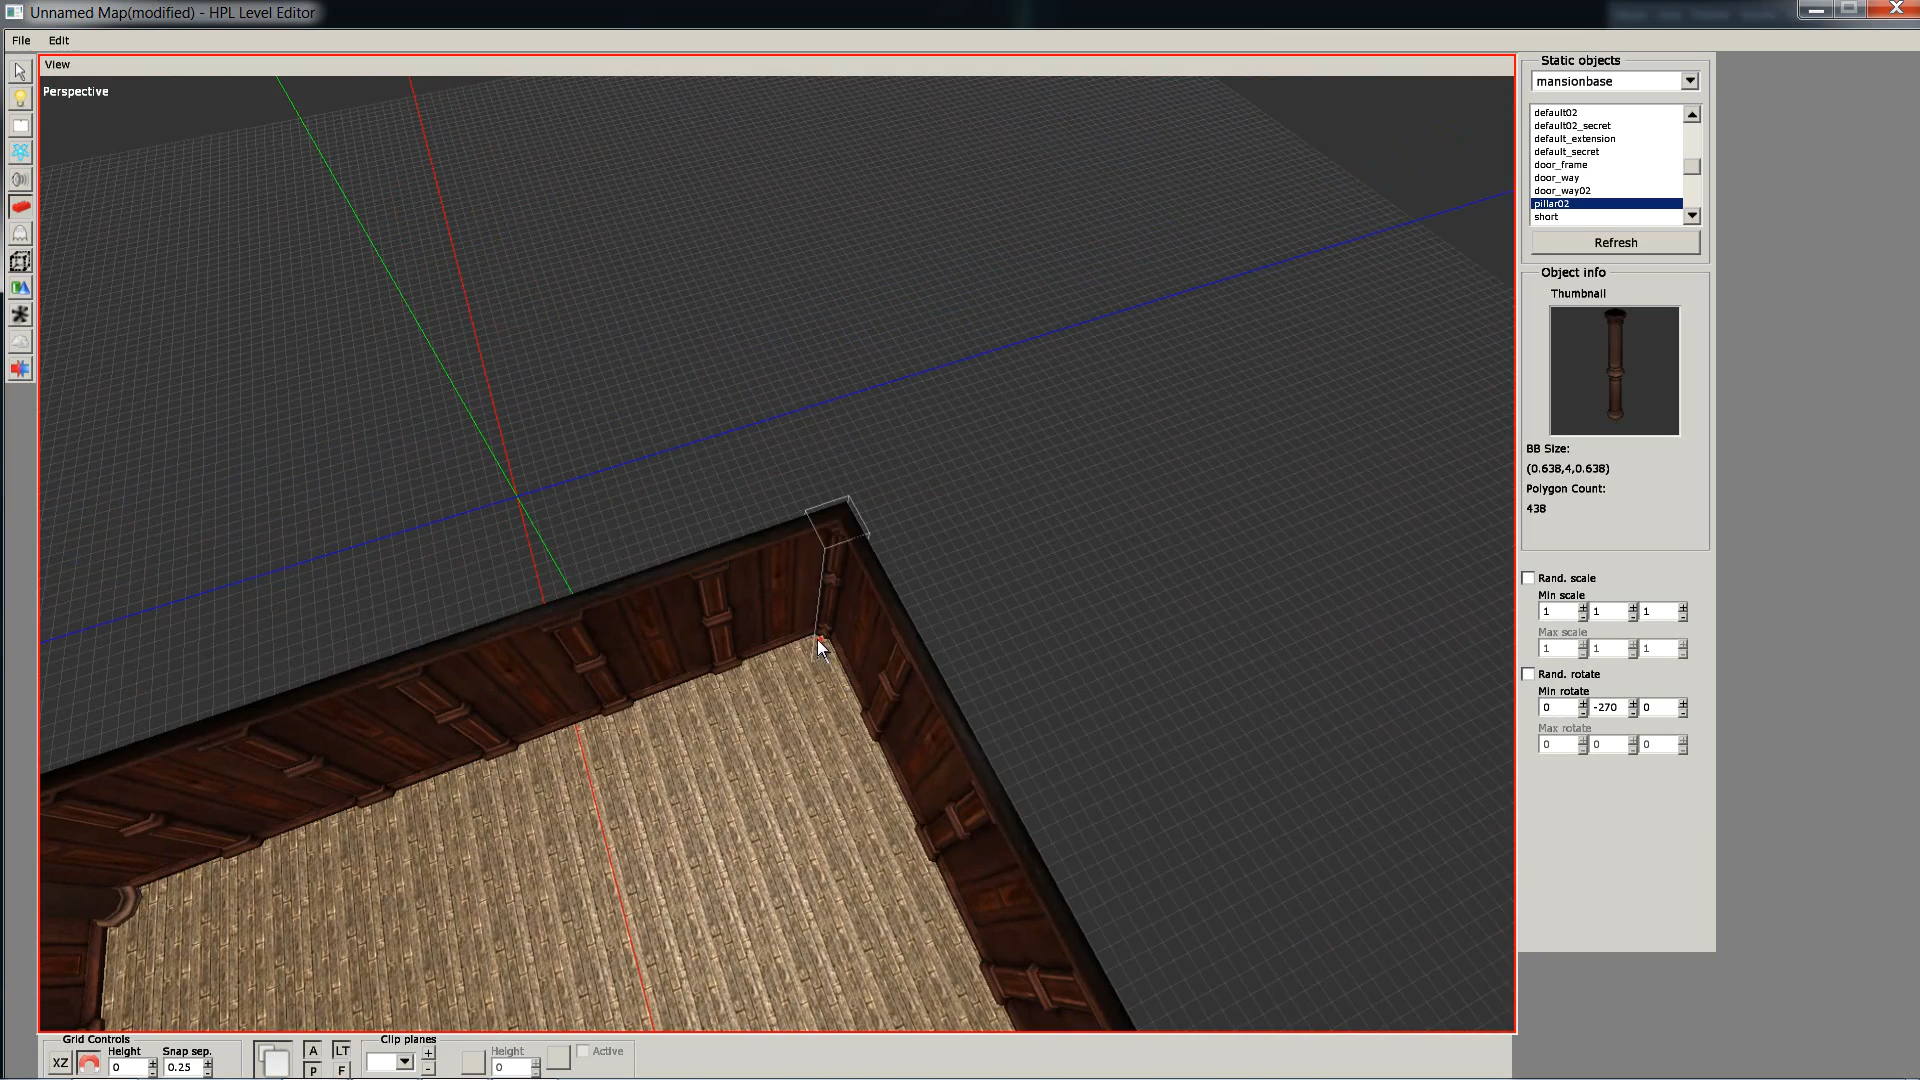 Unnamed Map(modified) - HPL Level Editor
File Edit
View
Perspective
Static objects
mansionbase
default02
default02_secret
default_extension
default_secret
door_frame
door_way
door_way02
pillar02
short
Refresh
Object info
Thumbnail
BB Size:
(0.638,4,0.638)
Polygon Count:
438
Rand. scale
Min scale
1 1 1
Max scale
1 1 1
Rand. rotate
Min rotate
0 -270 0
Max rotate
0 0 0
Grid Controls
XZ
Height
0
Snap sep.
0.25
A LT
P F
Clip planes
+
-
Height
0
Active